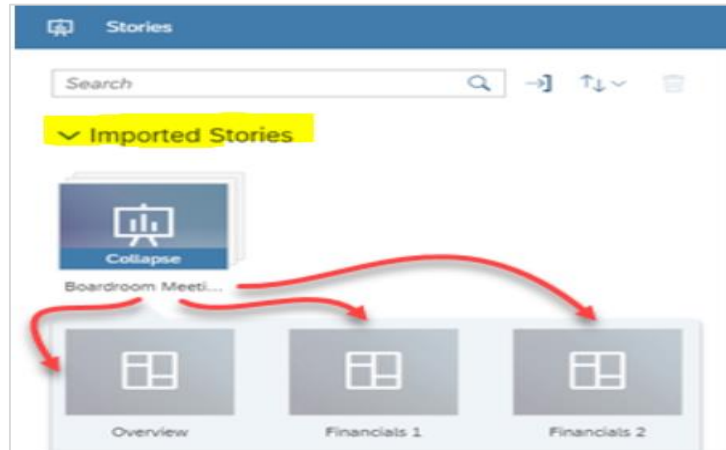 Stories
Search
Imported Stories
Collapse
Boardroom Meeti...
Overview
Financials 1
Financials 2